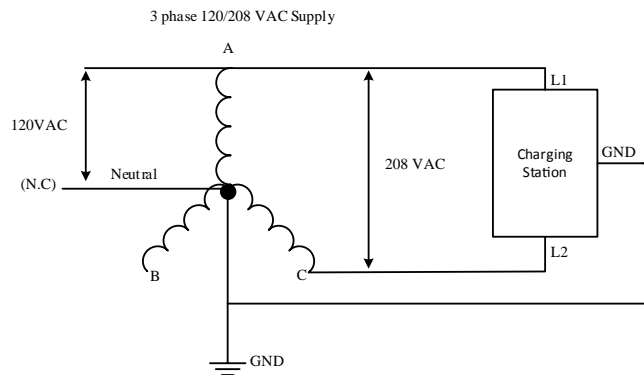 3 phase 120/208 VAC Supply
A
L1
120VAC
Charging
Station
GND
208 VAC
Neutral
(N.C)
L2
B
C
GND